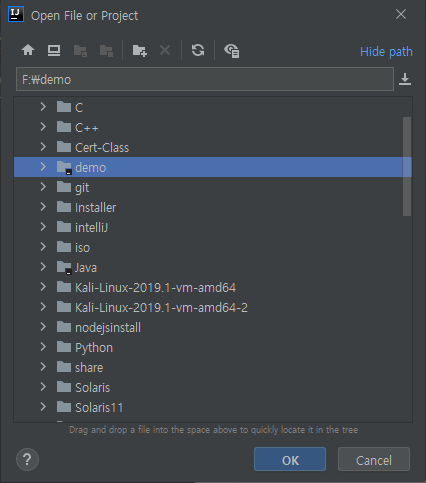 IJ
Open File or Project
Hide path
F:₩demo
C
C++
Cert-Class
demo
git
Installer
intelliJ
iso
Java
Kali-Linux-2019.1-vm-amd64
Kali-Linux-2019.1-vm-amd64-2
nodejsinstall
Python
share
Solaris
Solaris11
Drag and drop a file into the space above to quickly locate it in the tree
?
OK
Cancel